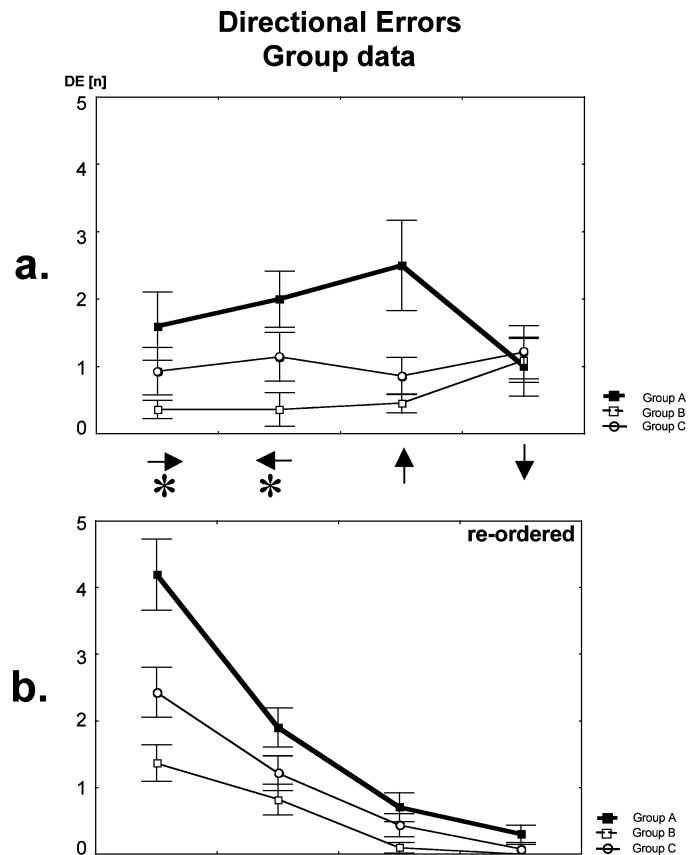 Directional Errors
Group data
DE [n]
5
4
3
2
1
0
a.
Group A
Group B
Group C
* *
re-ordered
5
4
3
2
1
0
b.
Group A
Group B
Group C